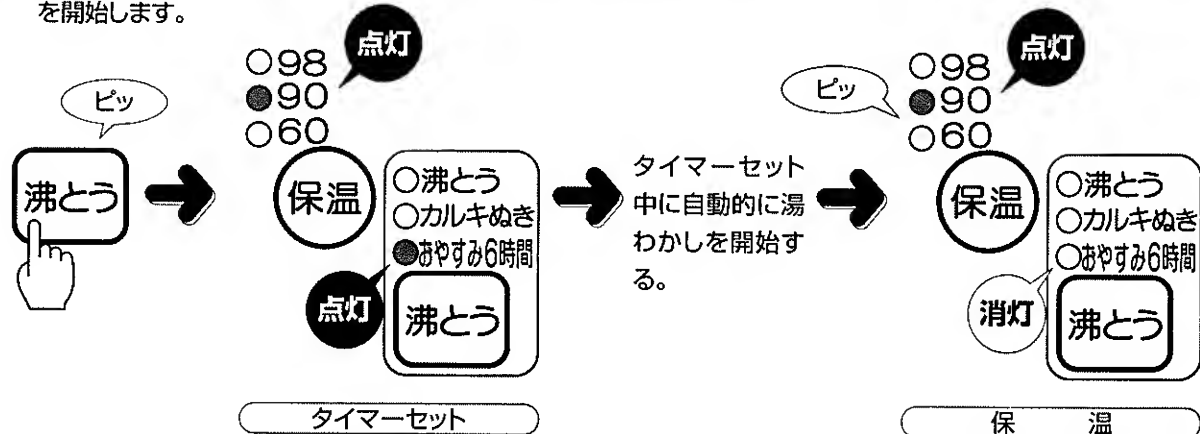 を開始します。
ピッ
沸とう
98
90
60
点灯
保温
沸とう
カルキぬき
おやすみ6時間
点灯
沸とう
タイマーセット
タイマーセット
中に自動的に湯
わかしを開始す
る。
ピッ
98
90
60
点灯
保温
沸とう
カルキぬき
おやすみ6時間
消灯
沸とう
保 温